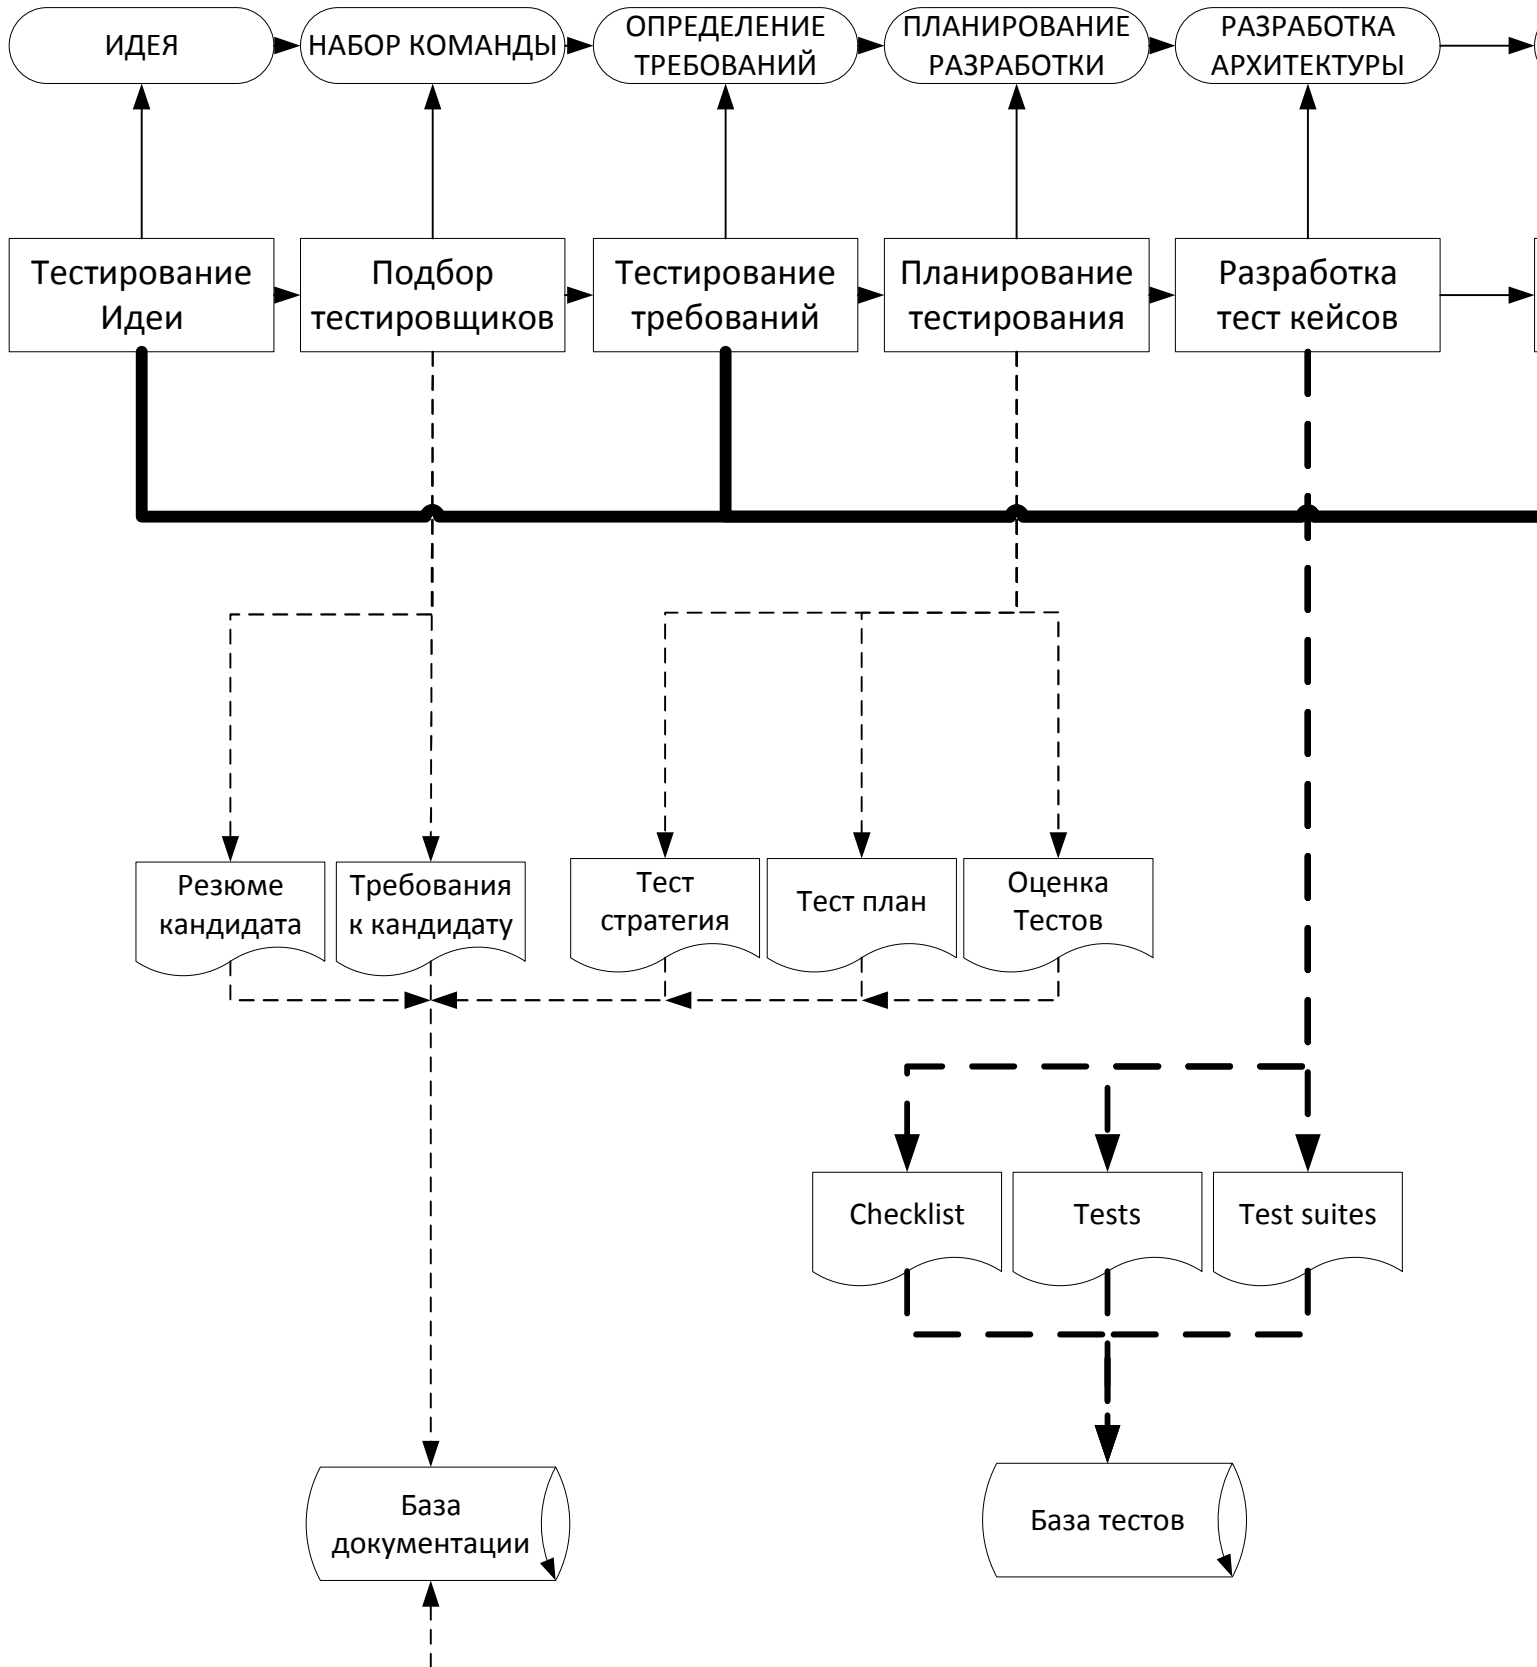 ИДЕЯ
НАБОР КОМАНДЫ
ОПРЕДЕЛЕНИЕ
ТРЕБОВАНИЙ
ПЛАНИРОВАНИЕ
РАЗРАБОТКИ
РАЗРАБОТКА
АРХИТЕКТУРЫ
Тестирование
Идеи
Подбор
тестировщиков
Тестирование
требований
Планирование
тестирования
Разработка
тест кейсов
Резюме
кандидата
Требования
к кандидату
Тест
стратегия
Тест план
Оценка
Тестов
Checklist
Tests
Test suites
База
документации
База тестов